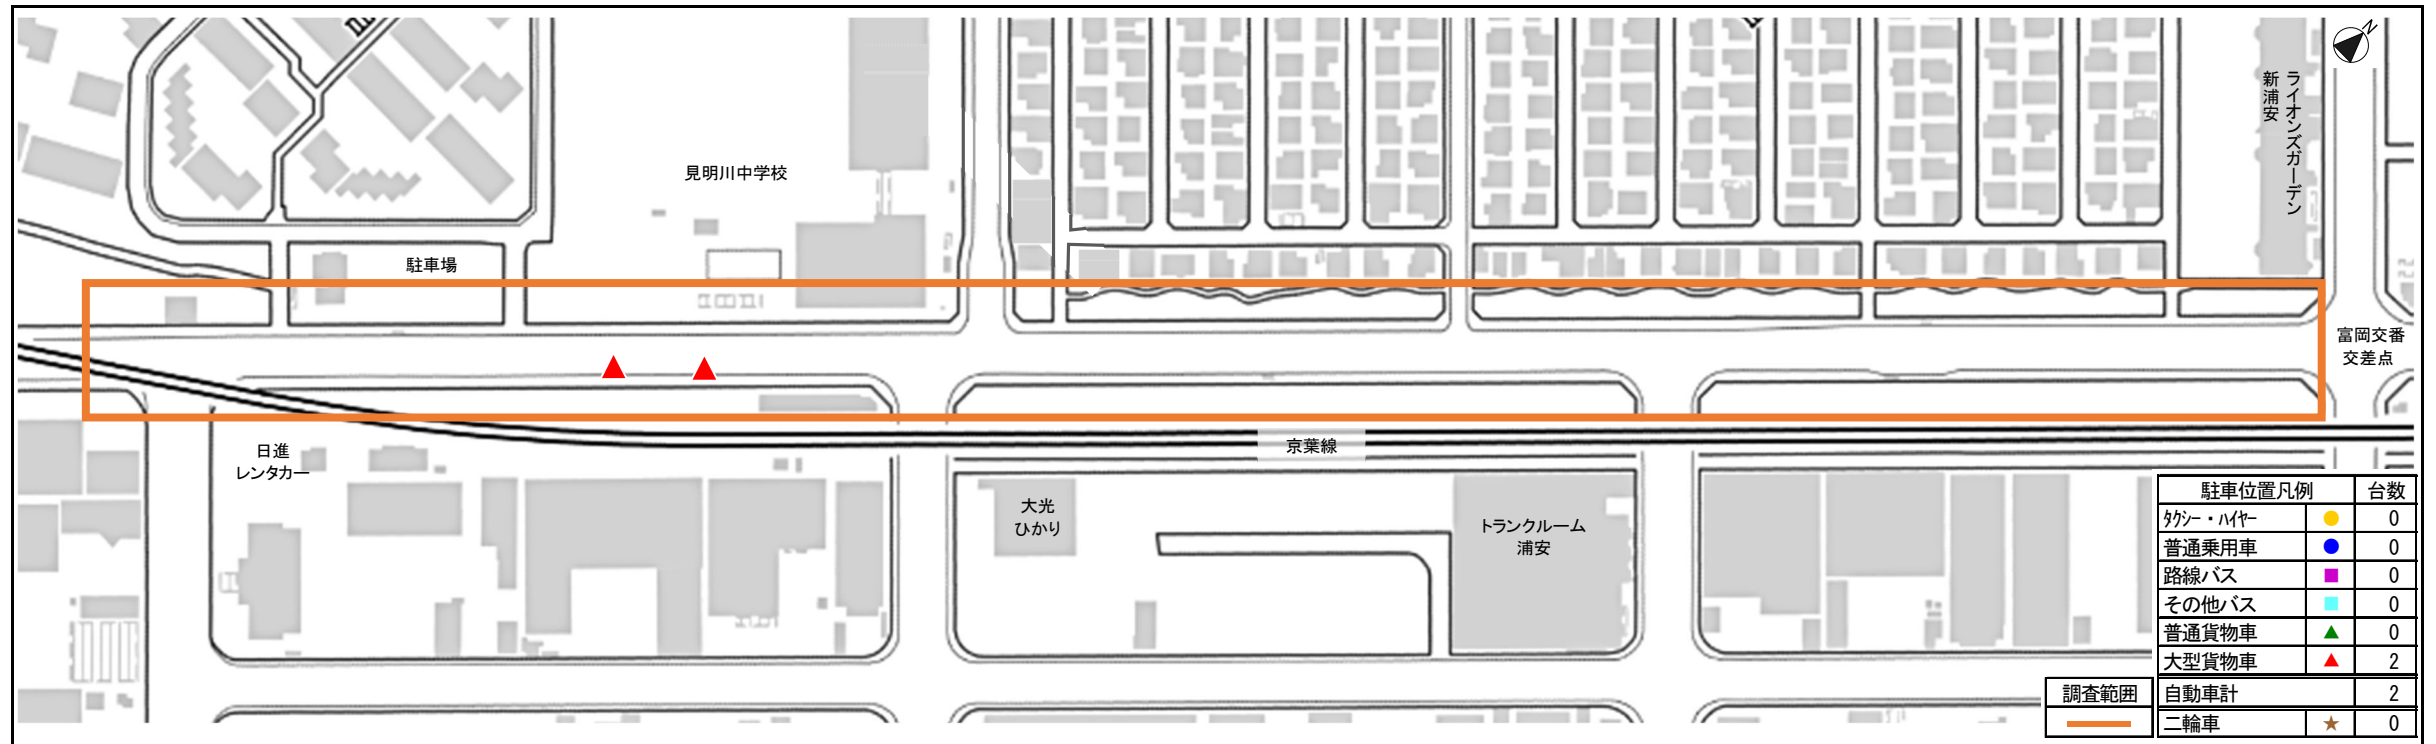 N
ライオンズガーデン
新浦安
見明川中学校
駐車場
富岡交番
交差点
日進
レンタカー
京葉線
大光
ひかり
トランクルーム
浦安
駐車位置凡例 台数
ﾀｸシー・ﾊｲﾔｰ ● 0
普通乗用車 ● 0
路線バス ■ 0
その他バス ■ 0
普通貨物車 ▲ 0
大型貨物車 ▲ 2
調査範囲 自動車計 2
二輪車 ★ 0